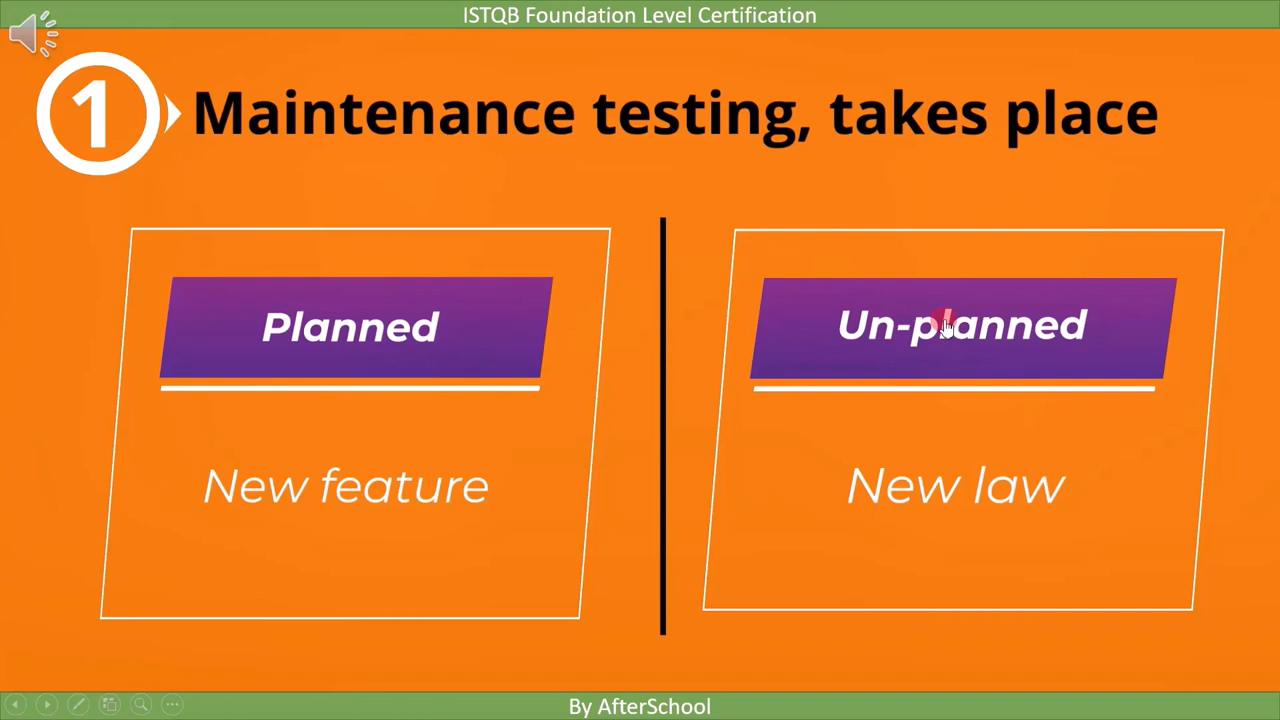 ISTQB Foundation Level Certification
1
Maintenance testing, takes place
Planned
New feature
Un-planned
New law
By AfterSchool